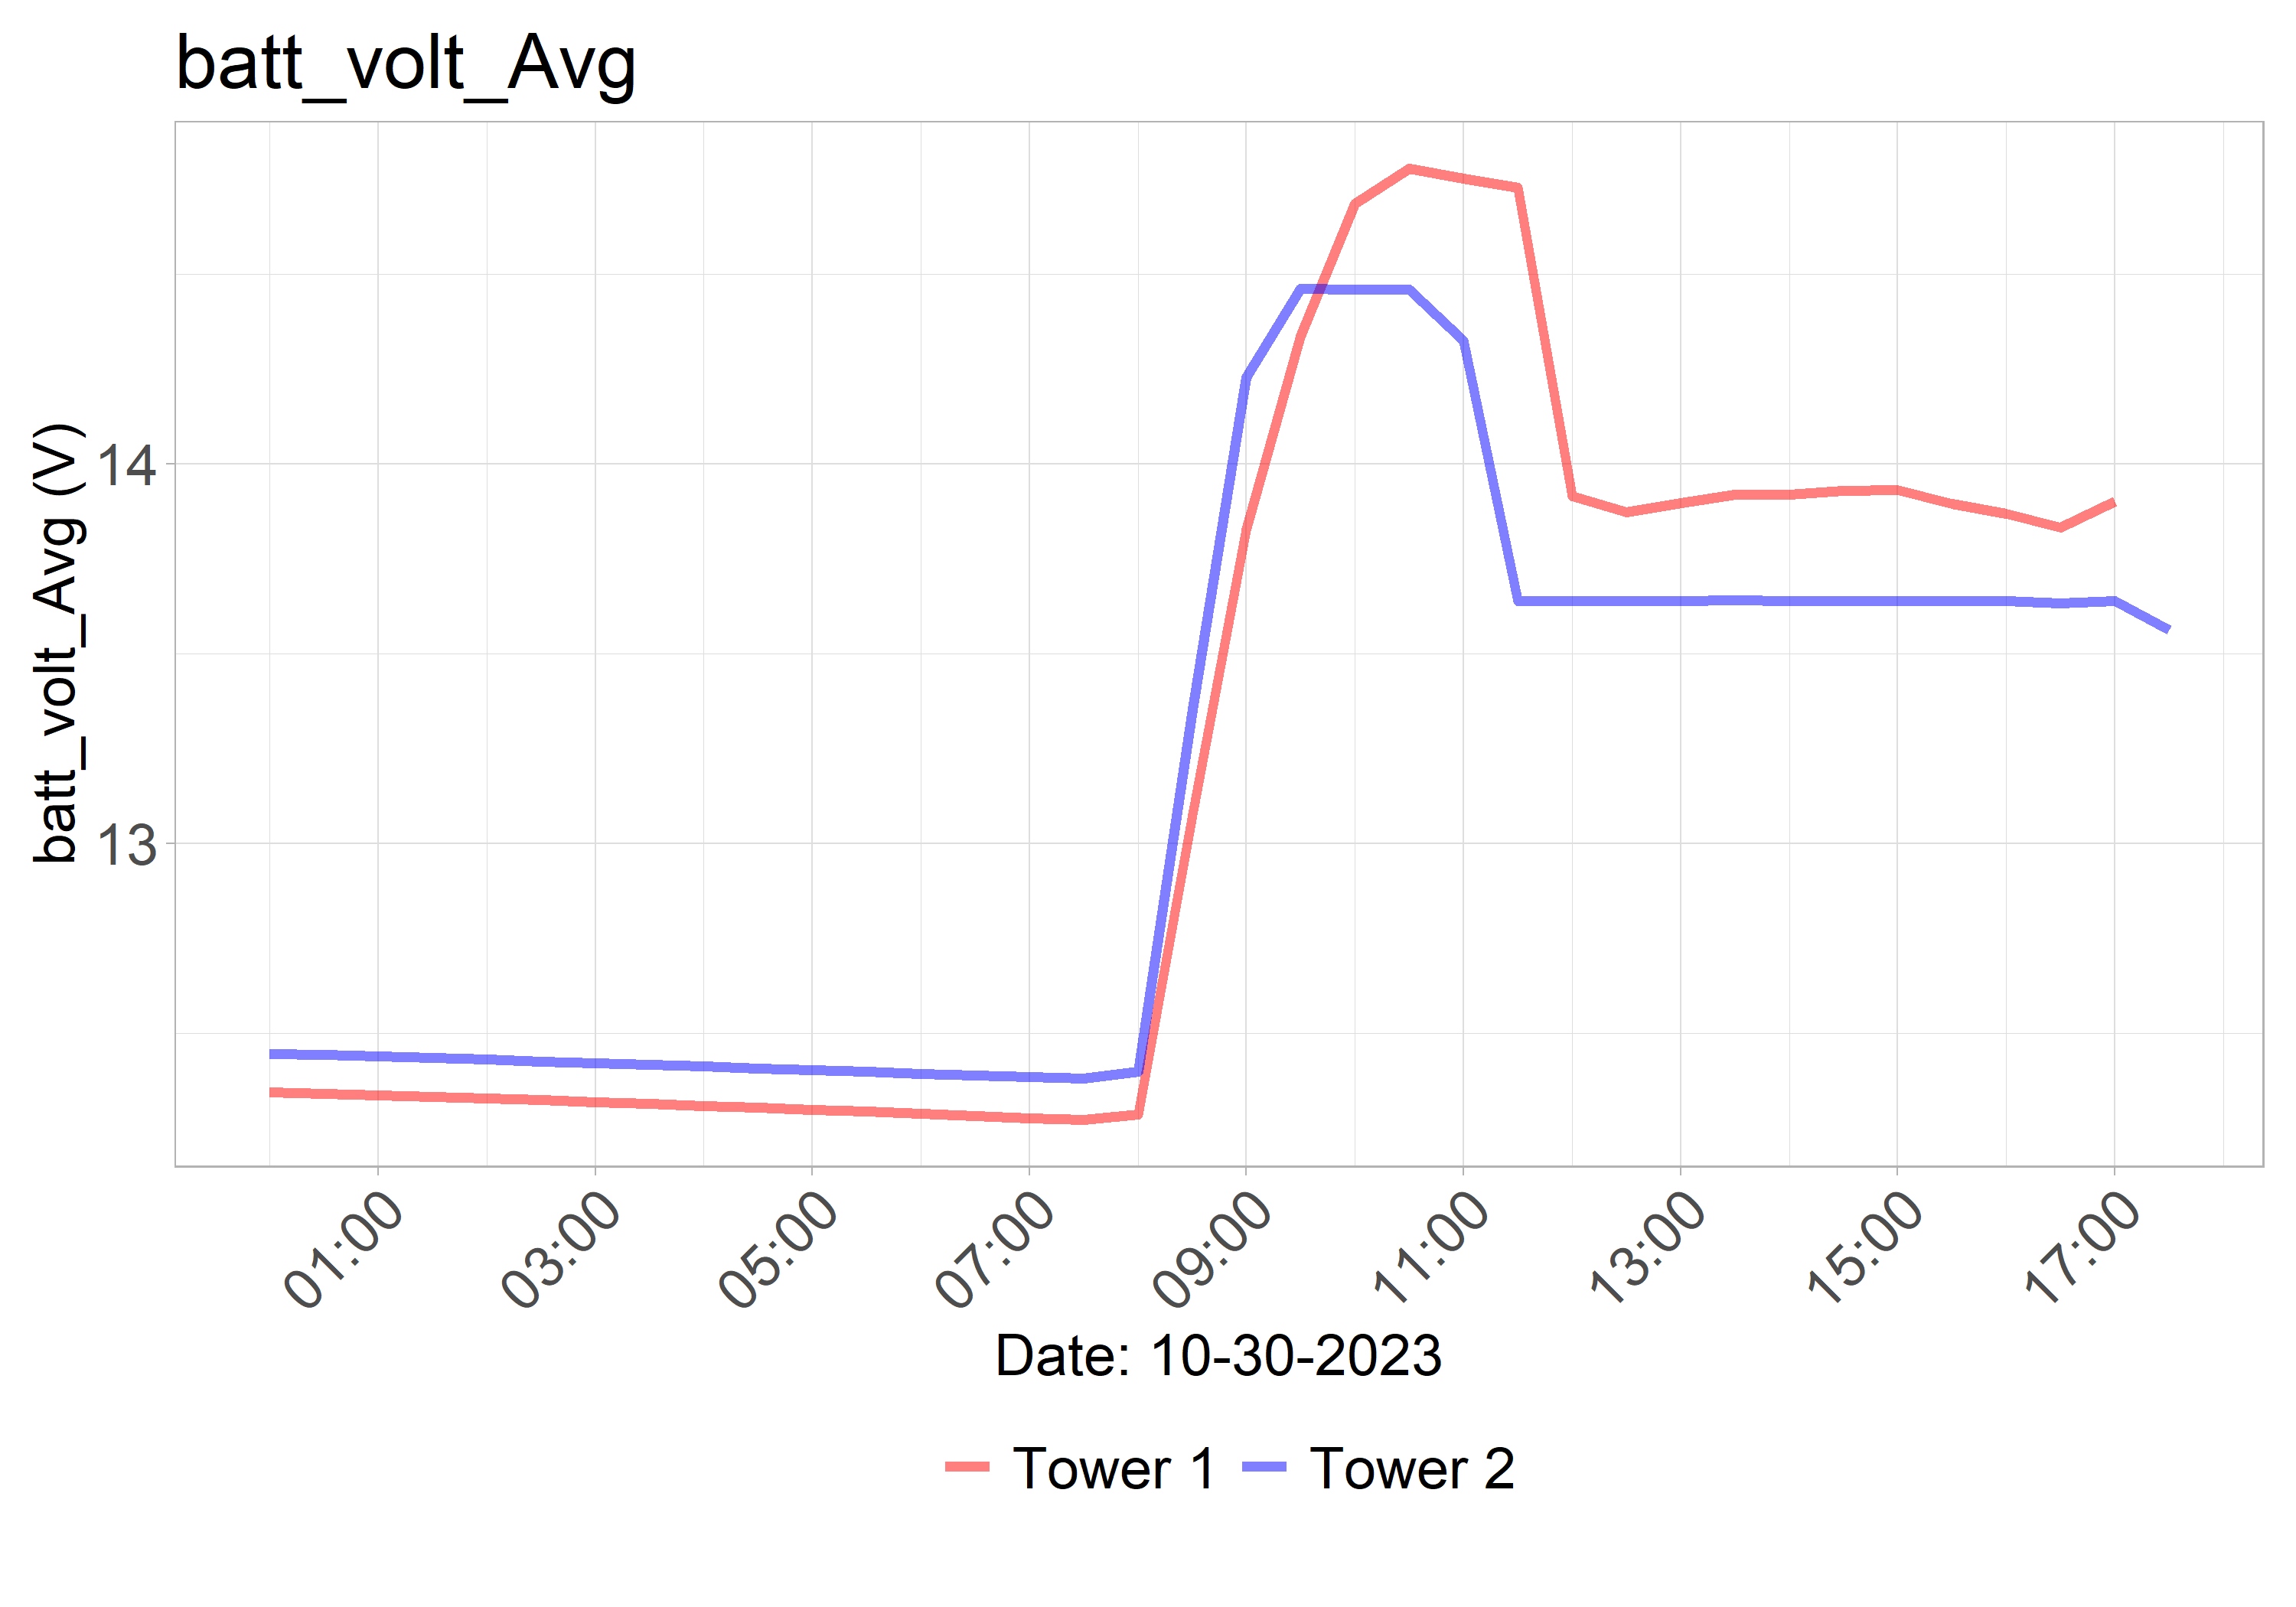 batt_volt_Avg
batt_volt_Avg (V)
14
13
01:00
03:00
05:00
07:00
09:00
11:00
13:00
15:00
17:00
Date: 10-30-2023
Tower 1
Tower 2